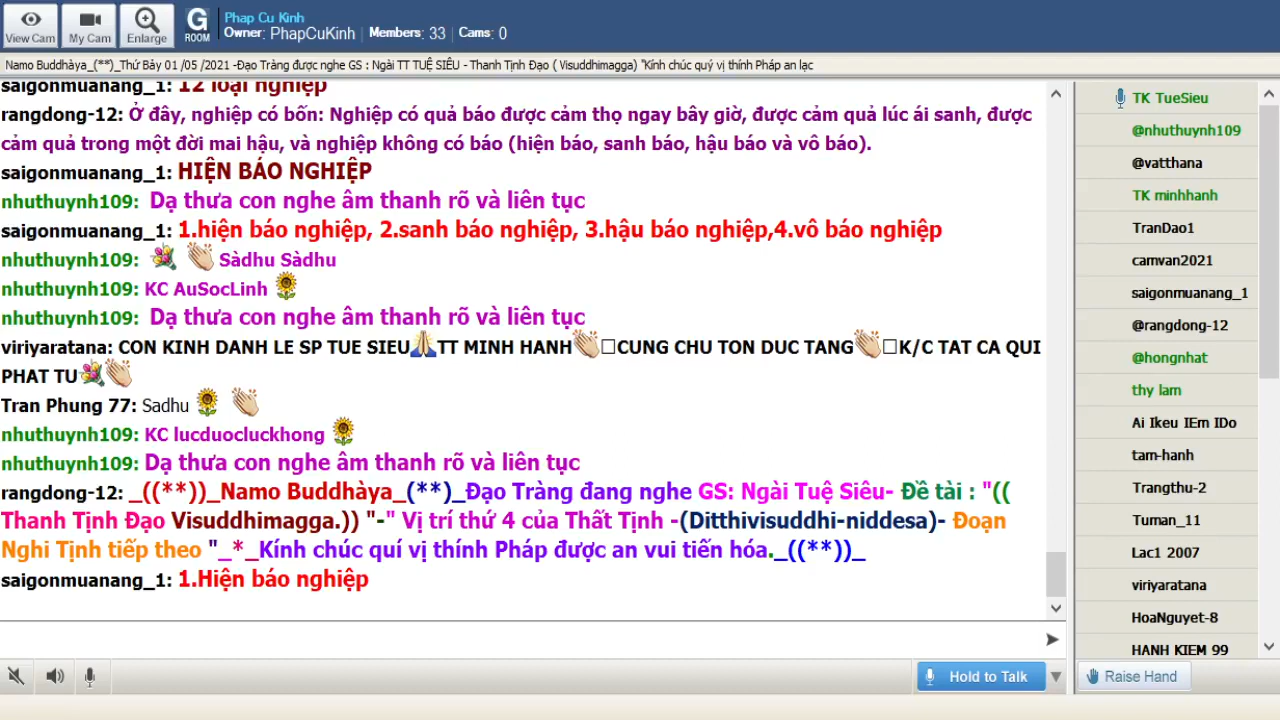 View Cam
My Cam
Enlarge
G
ROOM
Phap Cu Kinh
Owner: PhapCuKinh | Members: 33 | Cams: 0
Namo Buddhàya_(**)_Thứ Bảy 01 /05 /2021 -Đạo Tràng được nghe GS : Ngài TT TUỆ SIÊU - Thanh Tịnh Đạo ( Visuddhimagga) "Kính chúc quý vị thính Pháp an lạc
saigonmuanang_1: 12 loại nghiệp
rangdong-12: Ở đây, nghiệp có bốn: Nghiệp có quả báo được cảm thọ ngay bây giờ, được cảm quả lúc ái sanh, được
cảm quả trong một đời mai hậu, và nghiệp không có báo (hiện báo, sanh báo, hậu báo và vô báo).
saigonmuanang_1: HIỆN BÁO NGHIỆP
nhuthuynh109: Dạ thưa con nghe âm thanh rõ và liên tục
saigonmuanang_1: 1.hiện báo nghiệp, 2.sanh báo nghiệp, 3.hậu báo nghiệp,4.vô báo nghiệp
nhuthuynh109: Sàdhu Sàdhu
nhuthuynh109: KC AuSocLinh
nhuthuynh109: Dạ thưa con nghe âm thanh rõ và liên tục
viriyaratana: CON KINH DANH LE SP TUE SIEU🙏TT MINH HANH👏□CUNG CHU TON DUC TANG👏□K/C TAT CA QUI
PHAT TU💐👏
Tran Phung 77: Sadhu 🌻 👏
nhuthuynh109: KC lucduocluckhong 🌻
nhuthuynh109: Dạ thưa con nghe âm thanh rõ và liên tục
rangdong-12: _((**))_Namo Buddhàya_(**)_Đạo Tràng đang nghe GS: Ngài Tuệ Siêu- Đề tài : "((
Thanh Tịnh Đạo Visuddhimagga.)) "-" Vị trí thứ 4 của Thất Tịnh -(Ditthivisuddhi-niddesa)- Đoạn
Nghi Tịnh tiếp theo "_*_Kính chúc quí vị thính Pháp được an vui tiến hóa._((**))_
saigonmuanang_1: 1.Hiện báo nghiệp
Hold to Talk
TK TueSieu
@nhuthuynh109
@vatthana
TK minhhanh
TranDao1
camvan2021
saigonmuanang_1
@rangdong-12
@hongnhat
thy lam
Ai Ikeu IEm IDo
tam-hanh
Trangthu-2
Tuman_11
Lac1 2007
viriyaratana
HoaNguyet-8
HANH KIEM 99
Raise Hand